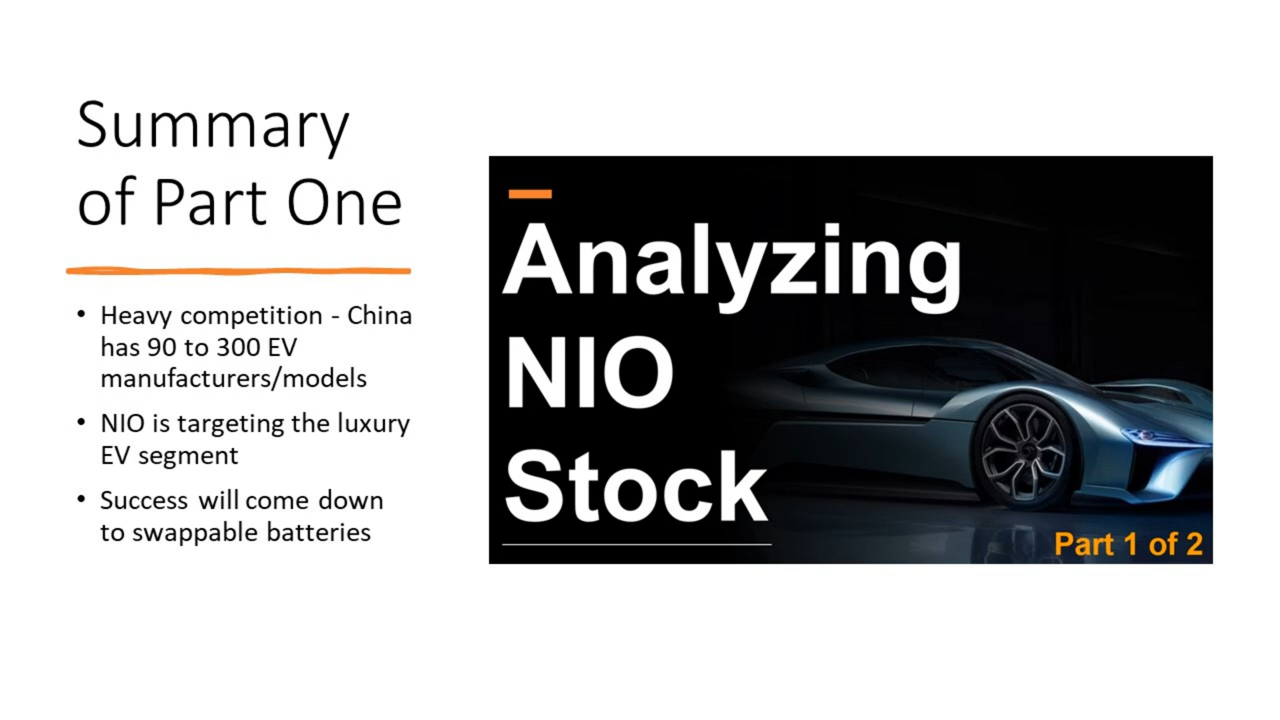 Summary
of Part One
• Heavy competition - China
has 90 to 300 EV
manufacturers/models
• NIO is targeting the luxury
EV segment
• Success will come down
to swappable batteries
Analyzing
NIO
Stock
Part 1 of 2